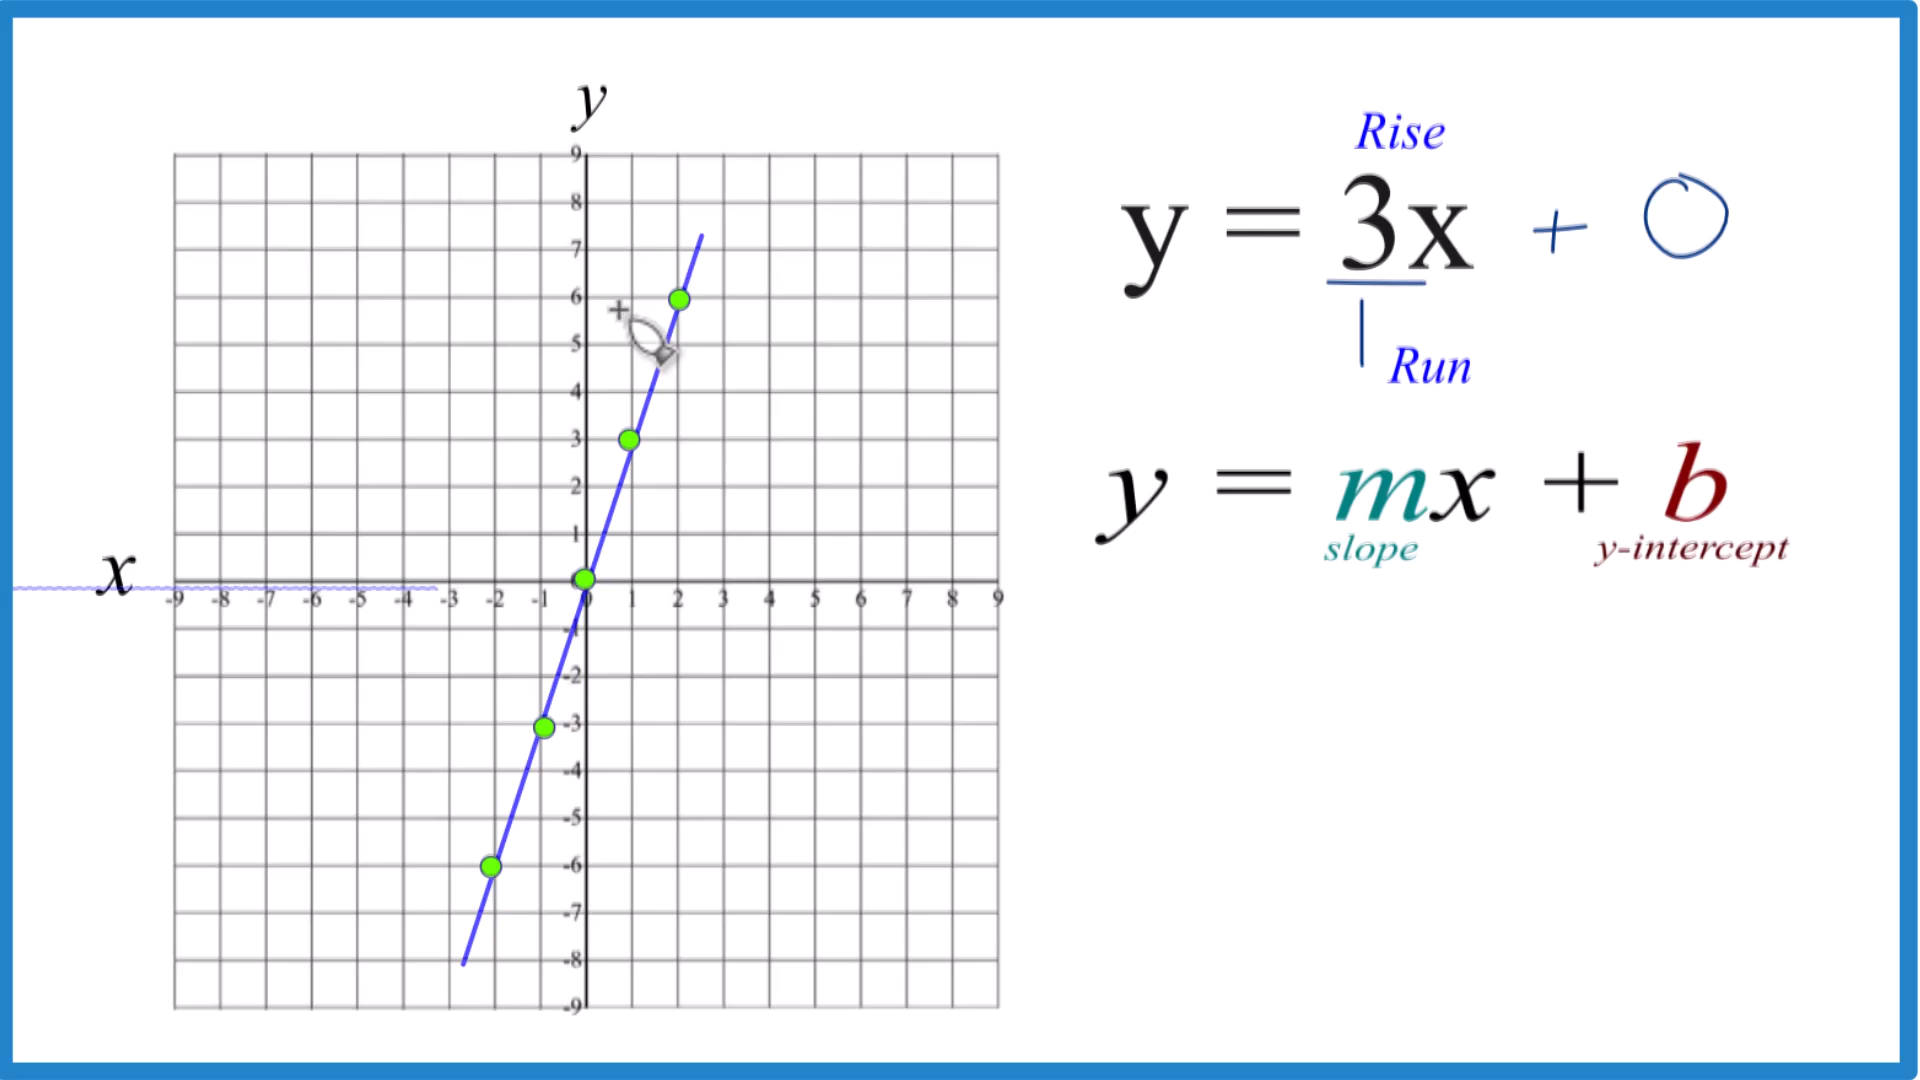 y
9
8
7
6
5
4
3
2
1
x
-9 -8 -7 -6 -5 -4 -3 -2 -1 0 1 2 3 4 5 6 7 8 9
-1
-2
-3
-4
-5
-6
-7
-8
-9
Rise
y = 3x + 0
1
Run
y = mx + b
slope y-intercept